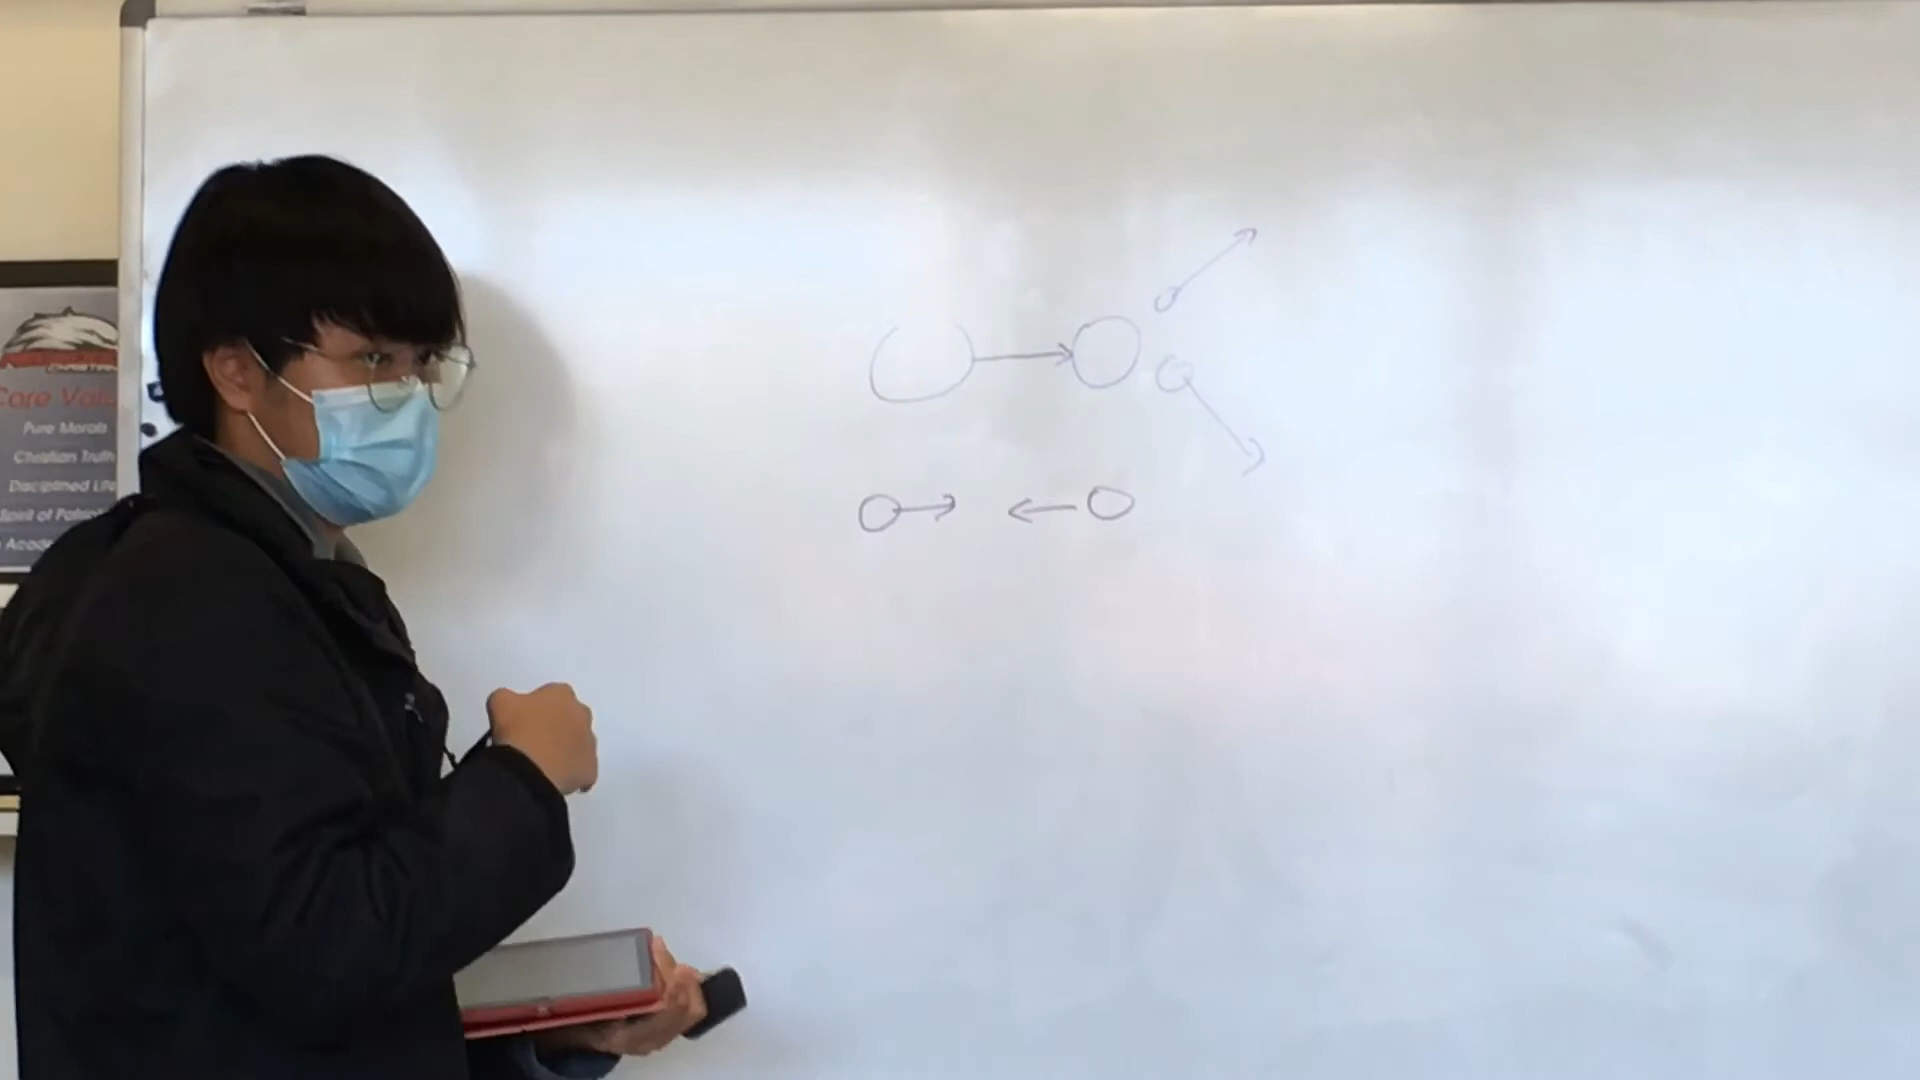 Core Valu
Pure Morals
Christian Truth
Disciplined Life
Spirit of Patrio
Acade